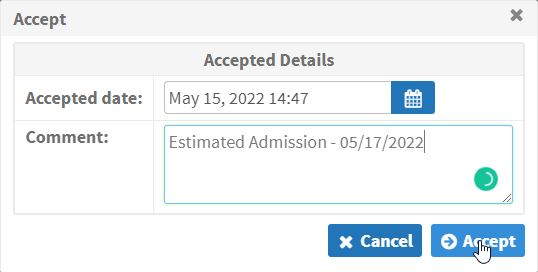 Accept
Accepted Details
Accepted date: May 15, 2022 14:47
Comment: Estimated Admission - 05/17/2022
Cancel Accept